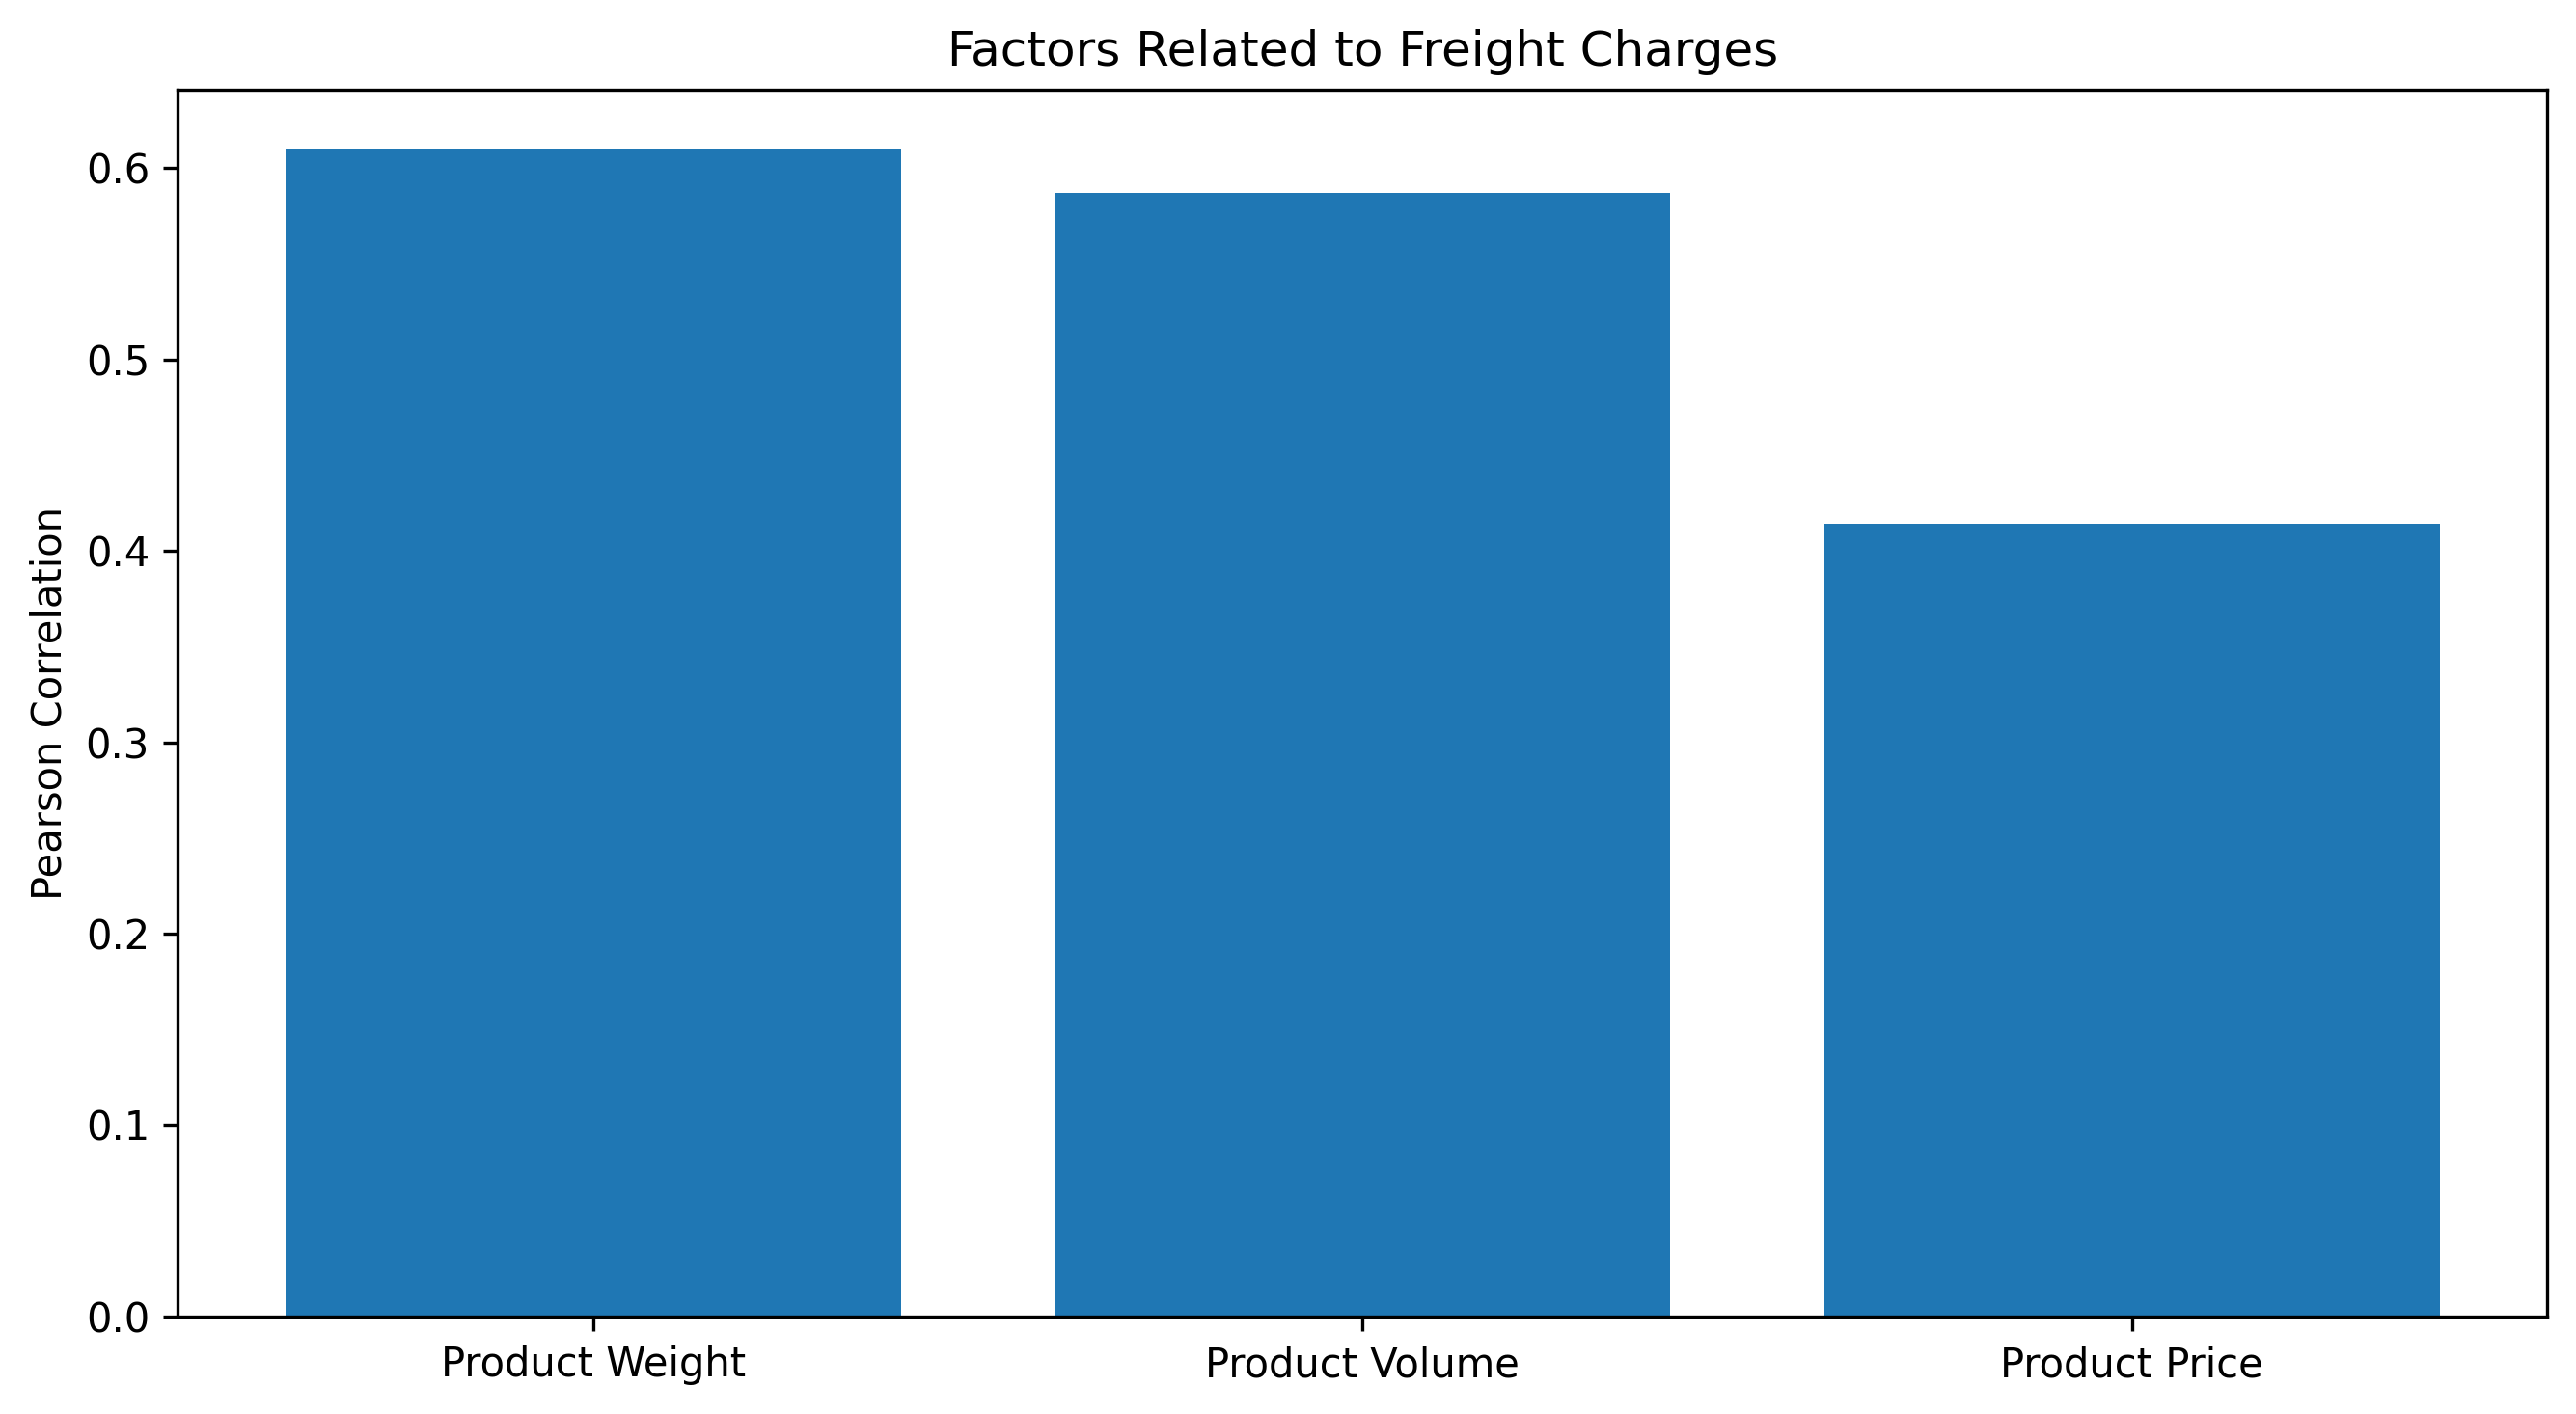 Factors Related to Freight Charges
Pearson Correlation
0.6
0.5
0.4
0.3
0.2
0.1
0.0
Product Weight
Product Volume
Product Price